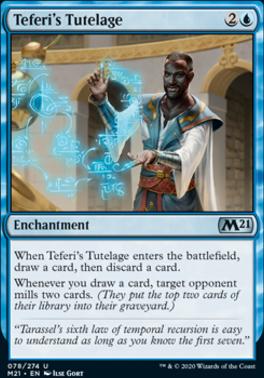 Teferi's Tutelage 2
Enchantment M21
When Teferi's Tutelage enters the battlefield,
draw a card, then discard a card.
Whenever you draw a card, target opponent
mills two cards. (They put the top two cards of
their library into their graveyard.)
"Tarassel's sixth law of temporal recursion is easy
to understand as long as you know the first seven."
078/274 U
M21 • EN ILSE GORT ™ & © 2020 Wizards of the Coast